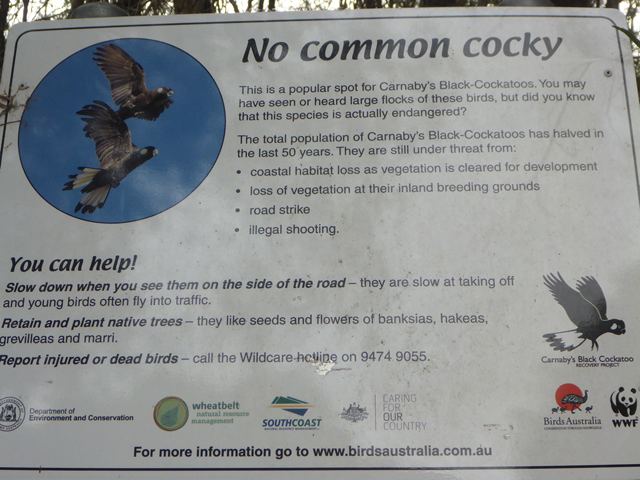 No common cocky
This is a popular spot for Carnaby's Black-Cockatoos. You may
have seen or heard large flocks of these birds, but did you know
that this species is actually endangered?
The total population of Carnaby's Black-Cockatoos has halved in
the last 50 years. They are still under threat from:
• coastal habitat loss as vegetation is cleared for development
• loss of vegetation at their inland breeding grounds
• road strike
• illegal shooting.
You can help!
Slow down when you see them on the side of the road – they are slow at taking off
and young birds often fly into traffic.
Retain and plant native trees – they like seeds and flowers of banksias, hakeas,
grevilleas and marri.
Report injured or dead birds – call the Wildcare hotline on 9474 9055.
Carnaby's Black Cockatoo
RECOVERY PROJECT
Department of
Environment and Conservation
wheatbelt
natural resource
management
SOUTHCOAST
NATURAL RESOURCE MANAGEMENT
CARING
FOR
OUR
COUNTRY
Birds Australia
CONSERVATION THROUGH KNOWLEDGE
WWF
For more information go to www.birdsaustralia.com.au